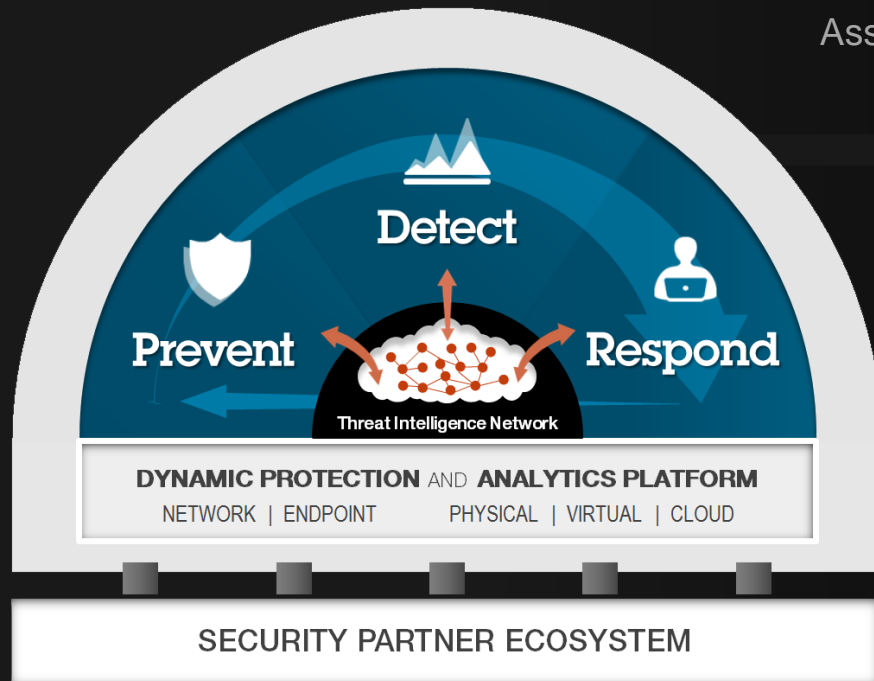 Detect
Prevent
Respond
Threat Intelligence Network
DYNAMIC PROTECTION AND ANALYTICS PLATFORM
NETWORK | ENDPOINT PHYSICAL | VIRTUAL | CLOUD
SECURITY PARTNER ECOSYSTEM